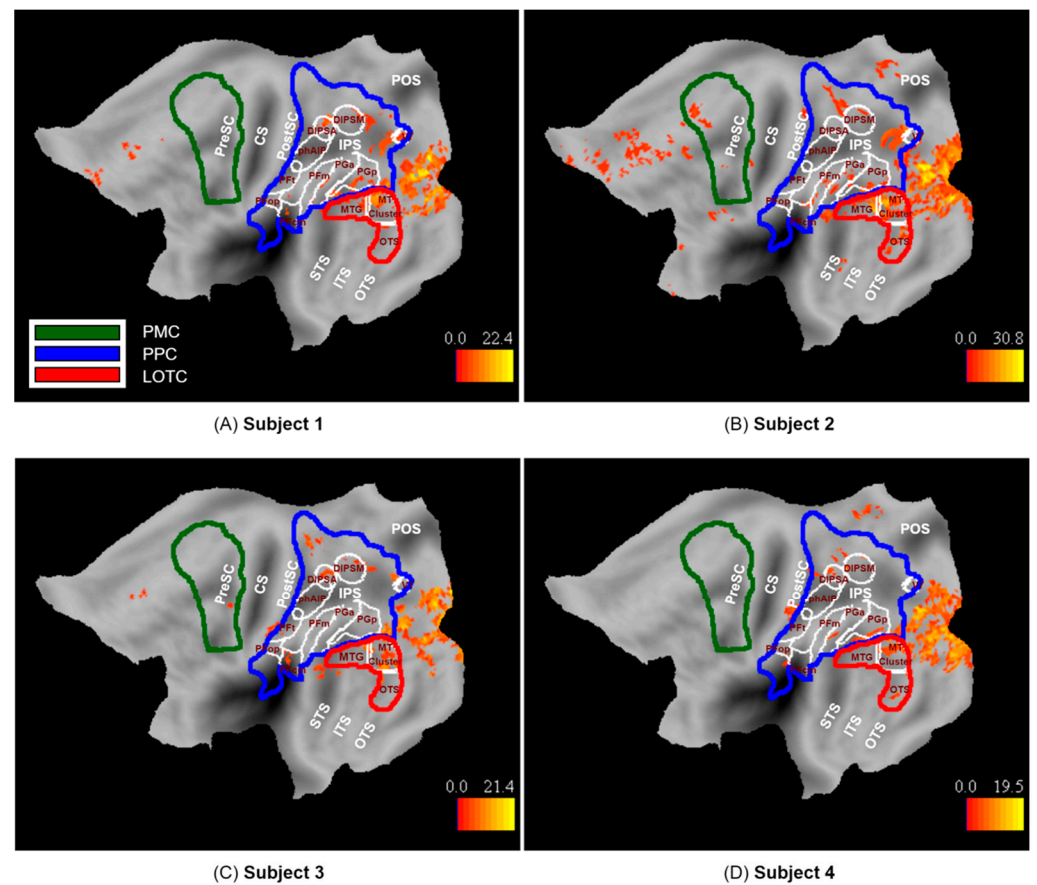 POS
PreSC
CS
PostSC
DIPSM
DIPSA
IPS
phAIP
PGa
PFt
PFm
PGp
PFop
MT
MTG
Cluster
OTS
STS
ITS
OTS
PMC
PPC
LOTC
0.0 22.4
(A) Subject 1
POS
PreSC
CS
PostSC
DIPSM
DIPSA
IPS
phAIP
PGa
PFt
PFm
PGp
PFop
MT
MTG
Cluster
OTS
STS
ITS
OTS
0.0 30.8
(B) Subject 2
POS
PreSC
CS
PostSC
DIPSM
DIPSA
IPS
phAIP
PGa
PFt
PFm
PGp
PFop
MT
MTG
Cluster
OTS
STS
ITS
OTS
0.0 21.4
(C) Subject 3
POS
PreSC
CS
PostSC
DIPSM
DIPSA
IPS
phAIP
PGa
PFt
PFm
PGp
PFop
MT
MTG
Cluster
OTS
STS
ITS
OTS
0.0 19.5
(D) Subject 4